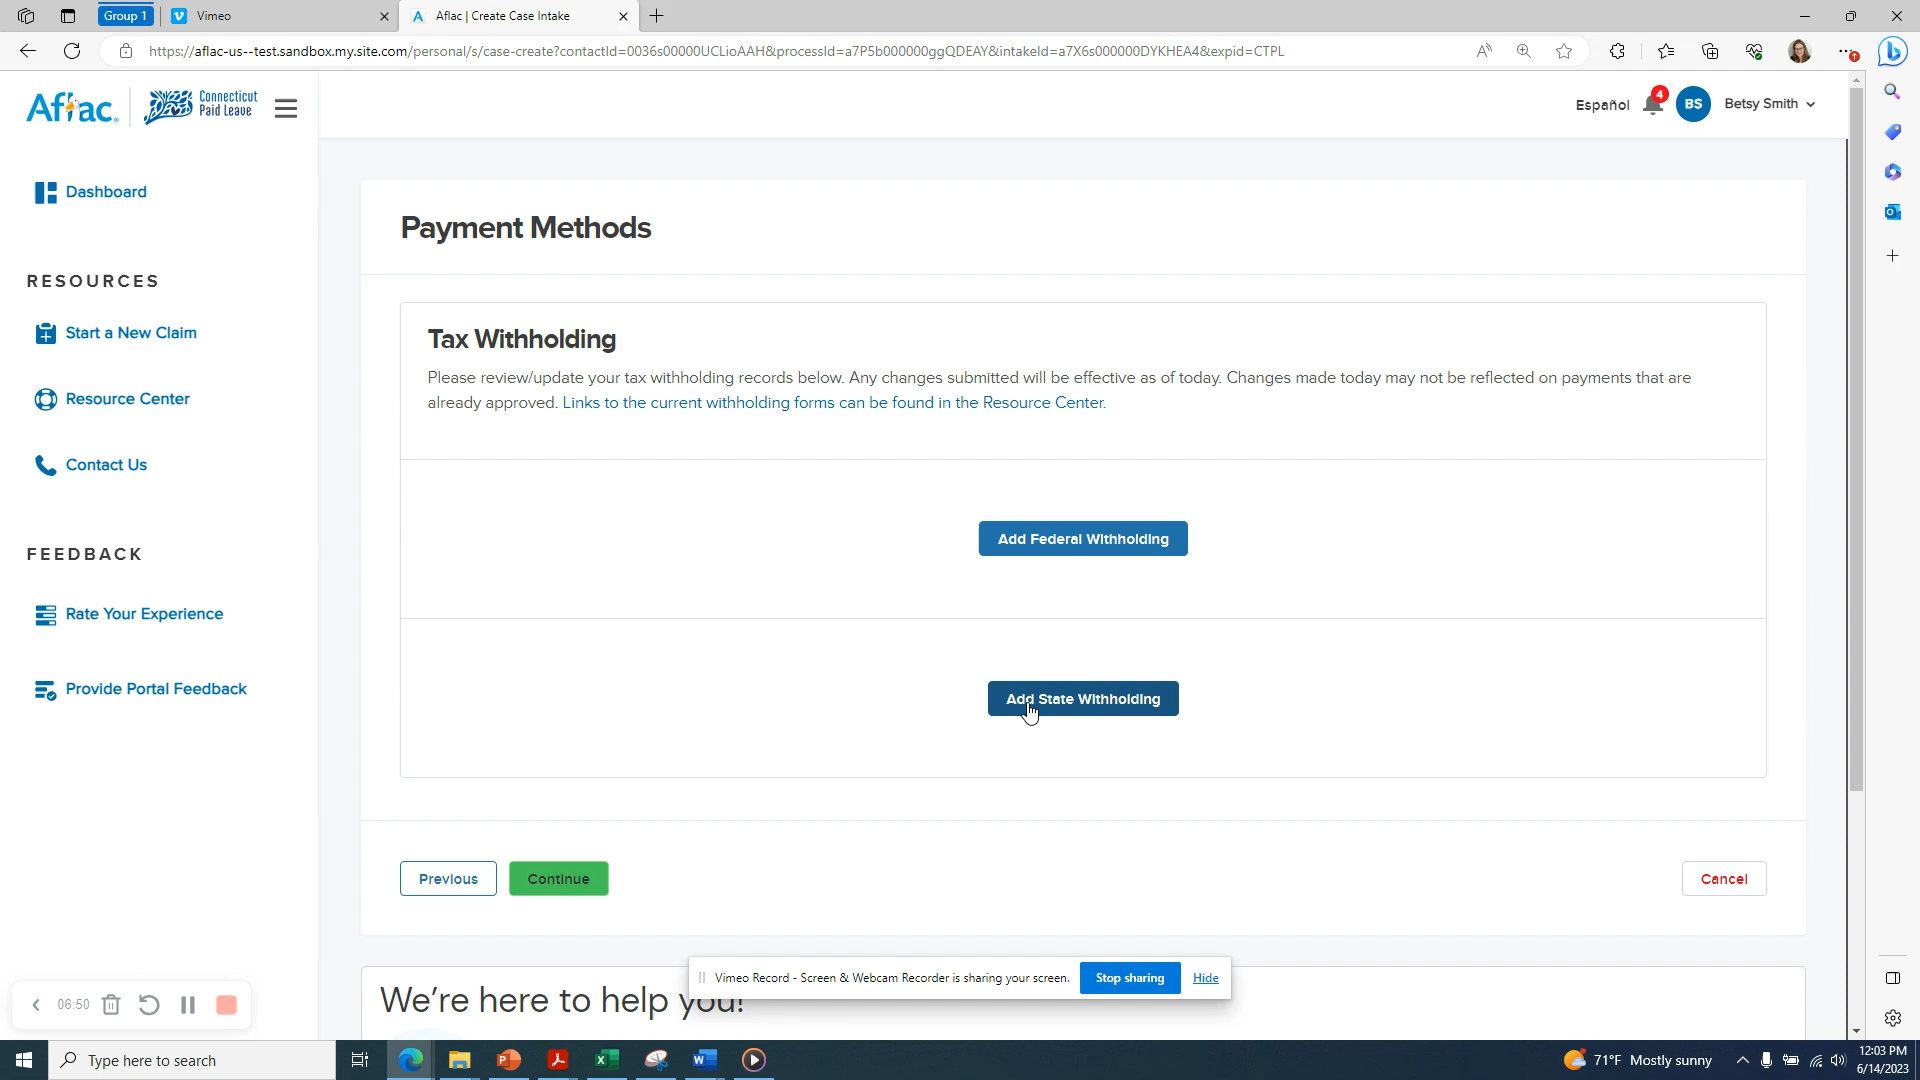 Group 1
Vimeo
Aflac | Create Case Intake
https://aflac-us--test.sandbox.my.site.com/personal/s/case-create?contactId=0036s00000UCLioAAH&processId=a7P5b000000ggQDEAY&intakeId=a7X6s000000DYKHEA4&expid=CTPL
Aflac
Connecticut
Paid Leave
Español
4
BS
Betsy Smith
Dashboard
RESOURCES
Start a New Claim
Resource Center
Contact Us
FEEDBACK
Rate Your Experience
Provide Portal Feedback
Payment Methods
Tax Withholding
Please review/update your tax withholding records below. Any changes submitted will be effective as of today. Changes made today may not be reflected on payments that are
already approved. Links to the current withholding forms can be found in the Resource Center.
Add Federal Withholding
Add State Withholding
Previous
Continue
Cancel
We're here to help you!
Vimeo Record - Screen & Webcam Recorder is sharing your screen.
Stop sharing
Hide
06:50
Type here to search
71°F Mostly sunny
12:03 PM
6/14/2023